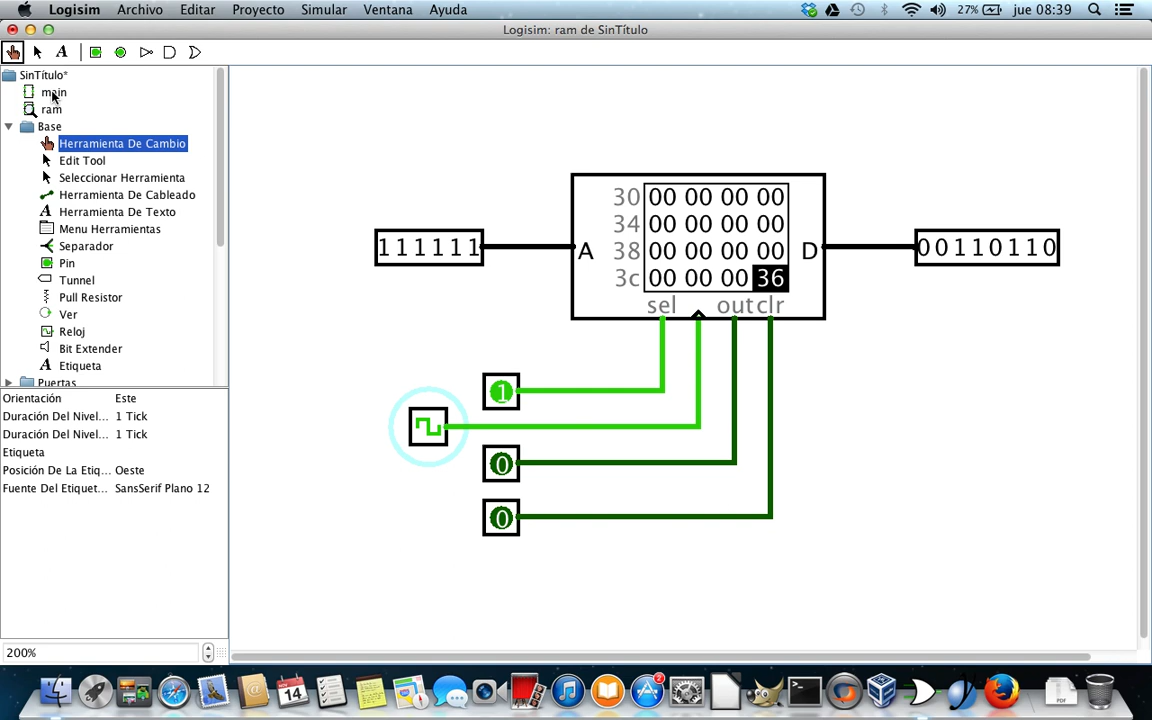 Logisim Archivo Editar Proyecto Simular Ventana Ayuda 27% jue 08:39
Logisim: ram de SinTítulo
SinTítulo*
main
ram
Base
Herramienta De Cambio
Edit Tool
Seleccionar Herramienta
Herramienta De Cableado
A Herramienta De Texto
Menu Herramientas
Separador
Pin
Tunnel
Pull Resistor
Ver
Reloj
Bit Extender
A Etiqueta
Puertas
Orientación Este
Duración Del Nivel... 1 Tick
Duración Del Nivel... 1 Tick
Etiqueta
Posición De La Etiq... Oeste
Fuente Del Etiquet... SansSerif Plano 12
200%
30 00 00 00 00
34 00 00 00 00
38 00 00 00 00
3c 00 00 00 36
111111 A D 00110110
sel out clr
1
0
0
NOV
14
2
PDF